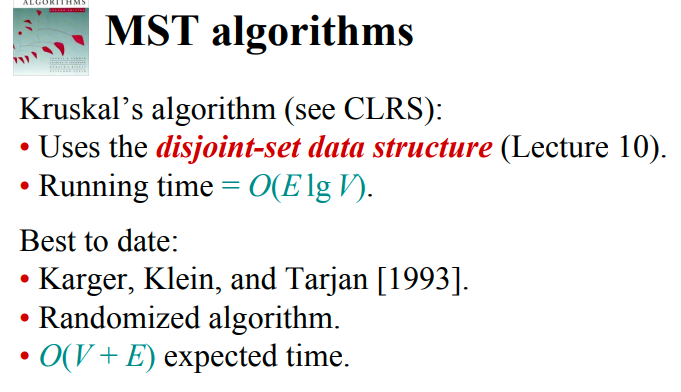 ALGORITHMS
MST algorithms
Kruskal’s algorithm (see CLRS):
• Uses the disjoint-set data structure (Lecture 10).
• Running time = O(E lg V).
Best to date:
• Karger, Klein, and Tarjan [1993].
• Randomized algorithm.
• O(V + E) expected time.